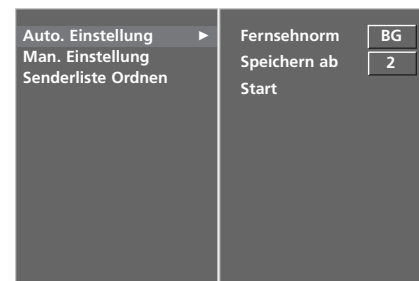 Auto. Einstellung ►
Man. Einstellung
Senderliste Ordnen
Fernsehnorm BG
Speichern ab 2
Start